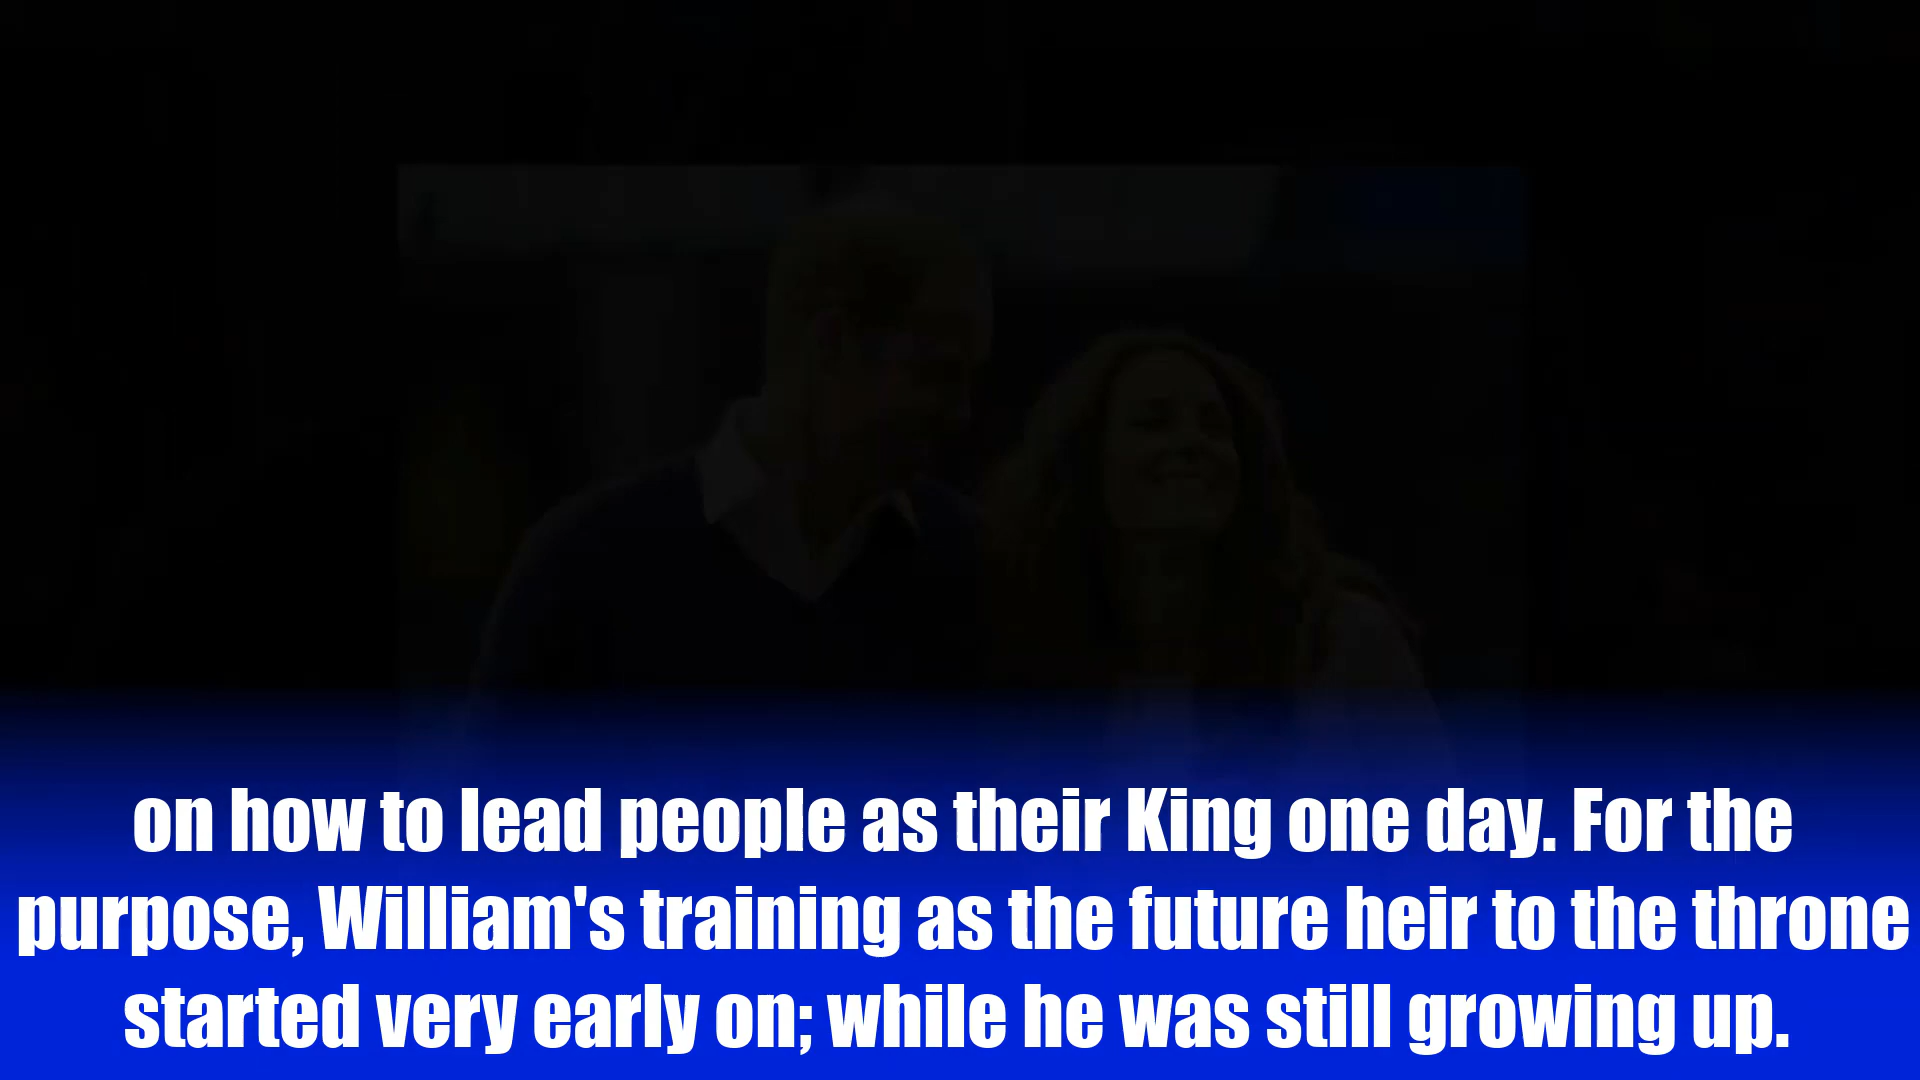 on how to lead people as their King one day. For the
purpose, William's training as the future heir to the throne
started very early on; while he was still growing up.